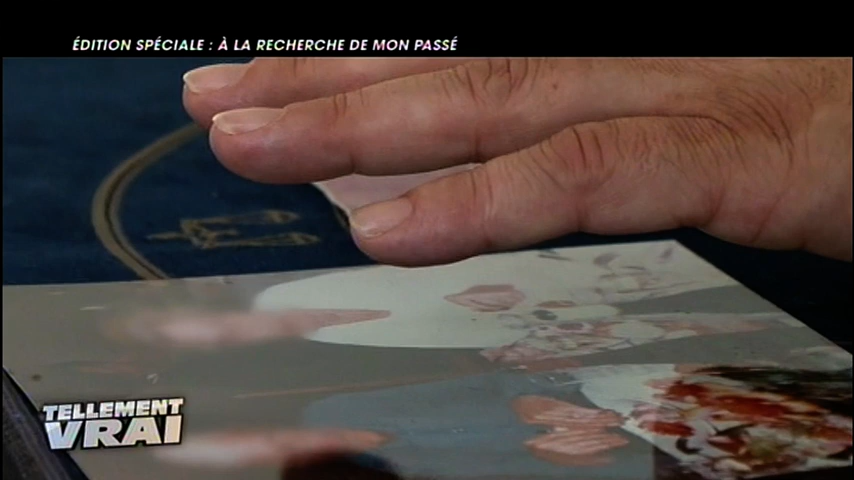 ÉDITION SPÉCIALE : À LA RECHERCHE DE MON PASSÉ
TELLEMENT
VRAI